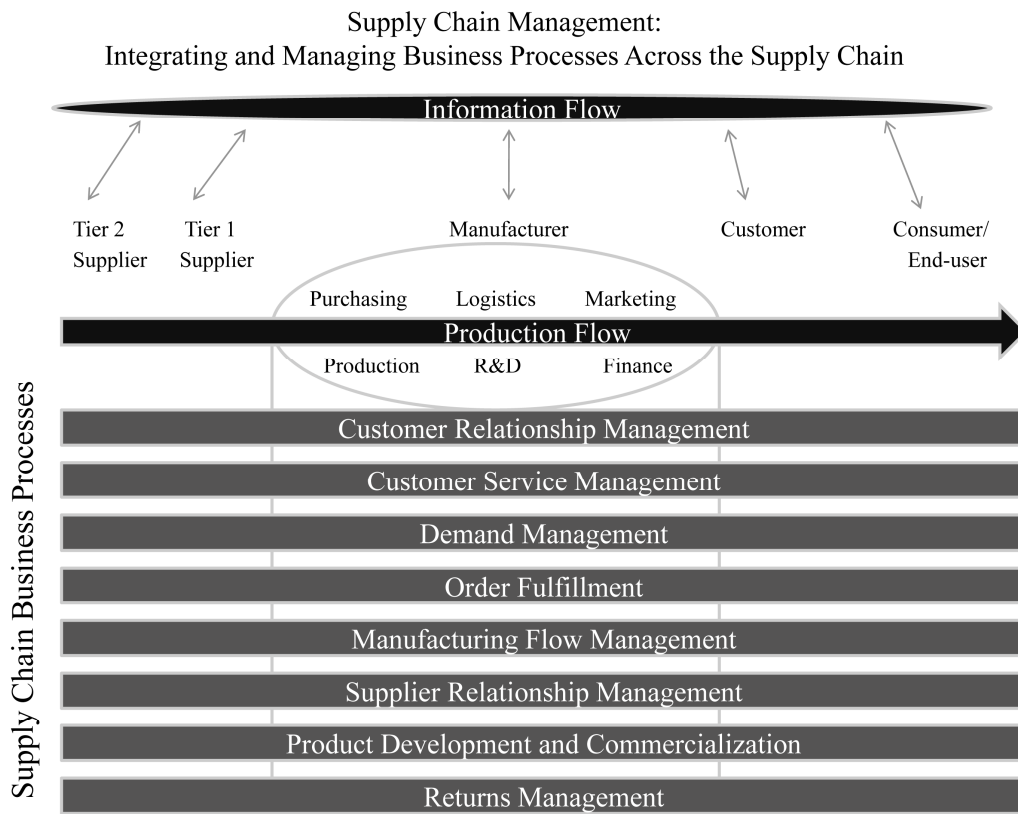 Supply Chain Management:
Integrating and Managing Business Processes Across the Supply Chain
Information Flow
Tier 2
Supplier
Tier 1
Supplier
Manufacturer
Customer
Consumer/
End-user
Purchasing
Logistics
Marketing
Production Flow
Production
R&D
Finance
Supply Chain Business Processes
Customer Relationship Management
Customer Service Management
Demand Management
Order Fulfillment
Manufacturing Flow Management
Supplier Relationship Management
Product Development and Commercialization
Returns Management